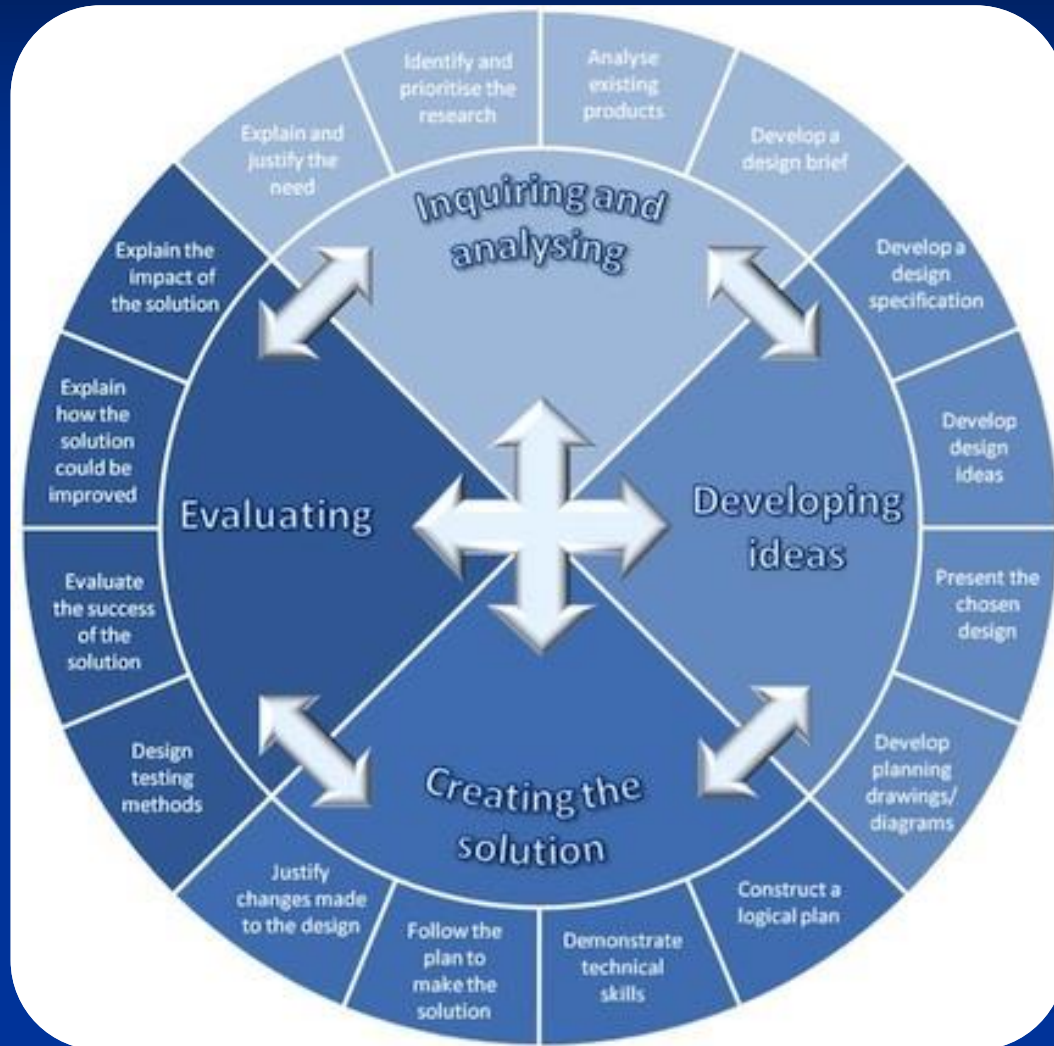 Inquiring and
analysing
Explain and
justify the
need
Identify and
prioritise the
research
Analyse
existing
products
Develop a
design brief
Developing
ideas
Develop a
design
specification
Develop
design
ideas
Present the
chosen
design
Develop
planning
drawings/
diagrams
Creating the
solution
Construct a
logical plan
Demonstrate
technical
skills
Follow the
plan to
make the
solution
Justify
changes made
to the design
Evaluating
Design
testing
methods
Evaluate
the success
of the
solution
Explain
how the
solution
could be
improved
Explain the
impact of
the solution